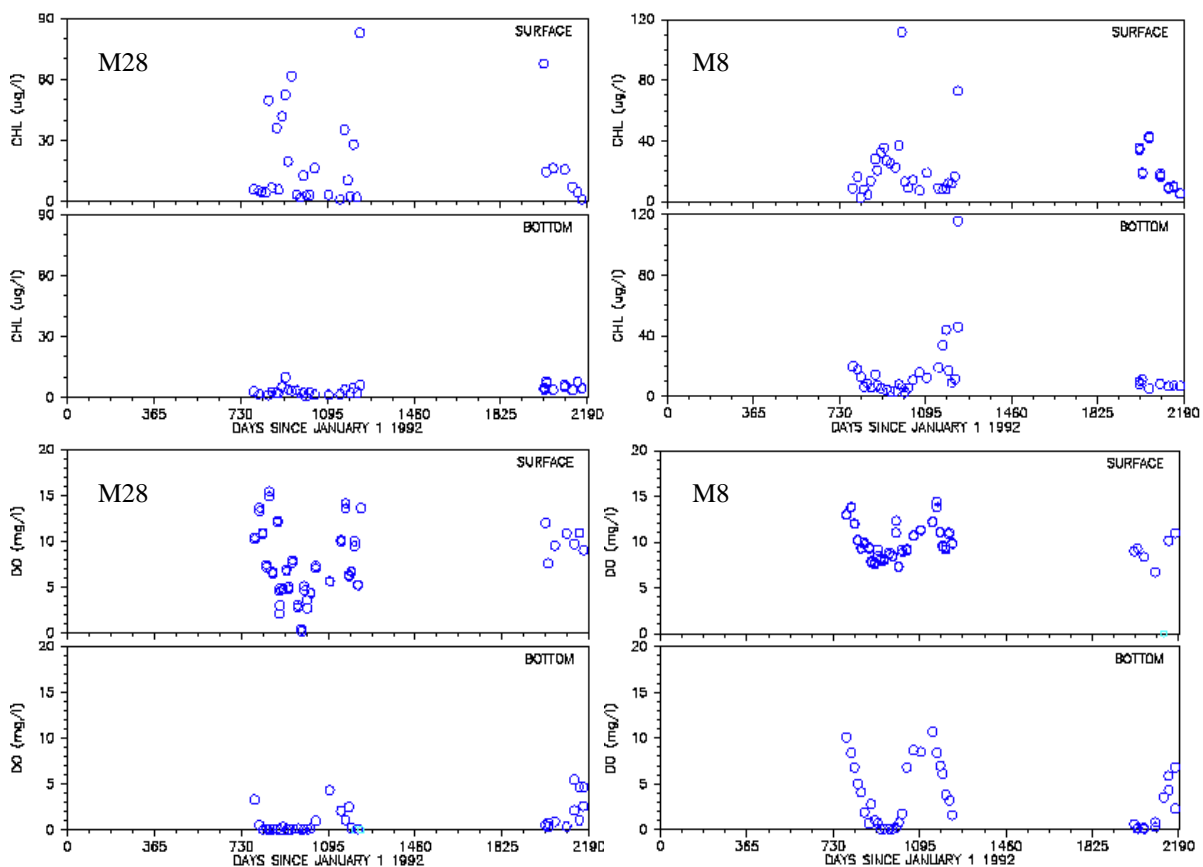 90
SURFACE
M28
60
CHL (ug/l)
30
0
90
BOTTOM
60
CHL (ug/l)
30
0
0 365 730 1095 1460 1825 2190
DAYS SINCE JANUARY 1 1992
120
SURFACE
M8
80
CHL (ug/l)
40
0
120
BOTTOM
80
CHL (ug/l)
40
0
0 365 730 1095 1460 1825 2190
DAYS SINCE JANUARY 1 1992
20
SURFACE
M28
15
DO (mg/l)
10
5
0
20
BOTTOM
15
DO (mg/l)
10
5
0
0 365 730 1095 1460 1825 2190
DAYS SINCE JANUARY 1 1992
20
SURFACE
M8
15
DO (mg/l)
10
5
0
20
BOTTOM
15
DO (mg/l)
10
5
0
0 365 730 1095 1460 1825 2190
DAYS SINCE JANUARY 1 1992